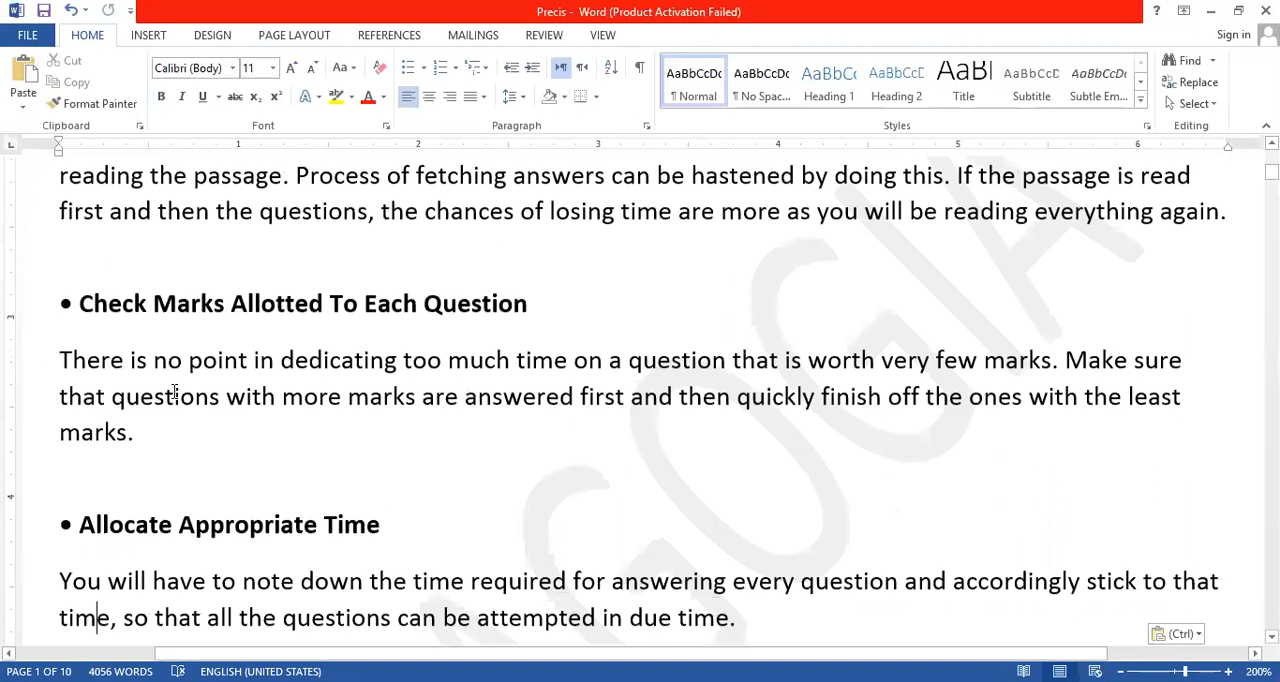 Precis - Word (Product Activation Failed)
FILE HOME INSERT DESIGN PAGE LAYOUT REFERENCES MAILINGS REVIEW VIEW Sign in
Cut
Copy
Format Painter
Paste
Calibri (Body) 11
AaBbCcDc AaBbCcDc AaBbCc AaBbCcD AaBl AaBbCcD AaBbCcDc
¶ Normal ¶ No Spac... Heading 1 Heading 2 Title Subtitle Subtle Em...
Find
Replace
Select
Clipboard Font Paragraph Styles Editing
1 2 3 4 5 6
reading the passage. Process of fetching answers can be hastened by doing this. If the passage is read
first and then the questions, the chances of losing time are more as you will be reading everything again.
• Check Marks Allotted To Each Question
3
There is no point in dedicating too much time on a question that is worth very few marks. Make sure
that questions with more marks are answered first and then quickly finish off the ones with the least
marks.
4
• Allocate Appropriate Time
You will have to note down the time required for answering every question and accordingly stick to that
time, so that all the questions can be attempted in due time.
(Ctrl)
PAGE 1 OF 10 4056 WORDS ENGLISH (UNITED STATES) 200%